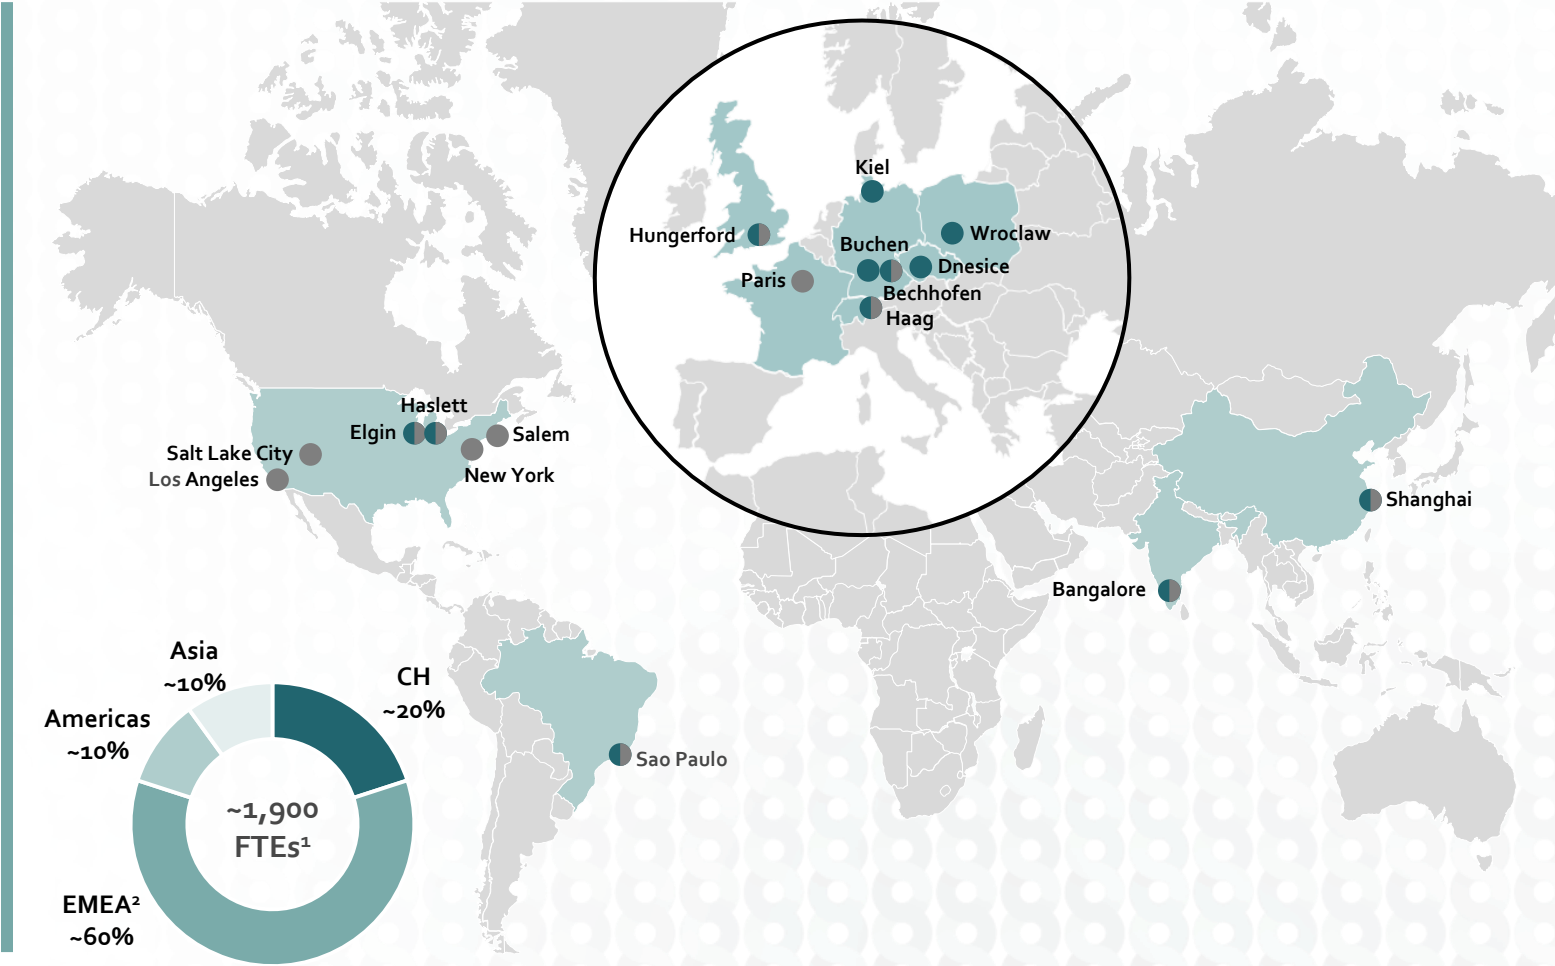 Kiel
Hungerford
Wroclaw
Buchen
Dnesice
Paris
Bechhofen
Haag
Haslett
Elgin
Salem
Salt Lake City
New York
Los Angeles
Shanghai
Bangalore
Sao Paulo
Asia
~10%
CH
~20%
Americas
~10%
~1,900
FTEs¹
EMEA²
~60%